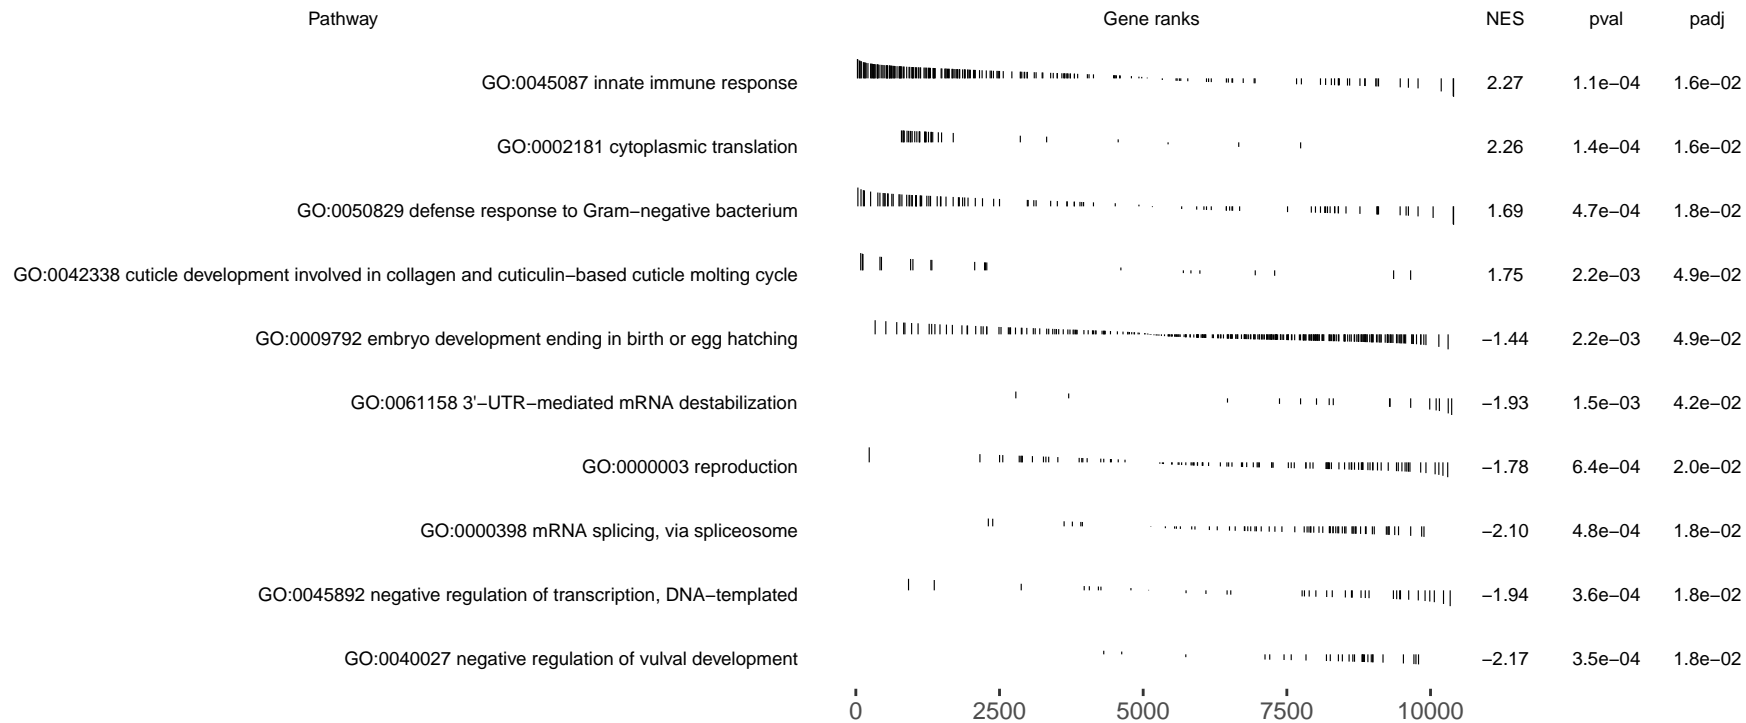 Pathway Gene ranks NES pval padj
GO:0045087 innate immune response 2.27 1.1e−04 1.6e−02
GO:0002181 cytoplasmic translation 2.26 1.4e−04 1.6e−02
GO:0050829 defense response to Gram−negative bacterium 1.69 4.7e−04 1.8e−02
GO:0042338 cuticle development involved in collagen and cuticulin−based cuticle molting cycle 1.75 2.2e−03 4.9e−02
GO:0009792 embryo development ending in birth or egg hatching −1.44 2.2e−03 4.9e−02
GO:0061158 3'−UTR−mediated mRNA destabilization −1.93 1.5e−03 4.2e−02
GO:0000003 reproduction −1.78 6.4e−04 2.0e−02
GO:0000398 mRNA splicing, via spliceosome −2.10 4.8e−04 1.8e−02
GO:0045892 negative regulation of transcription, DNA−templated −1.94 3.6e−04 1.8e−02
GO:0040027 negative regulation of vulval development −2.17 3.5e−04 1.8e−02
0 2500 5000 7500 10000